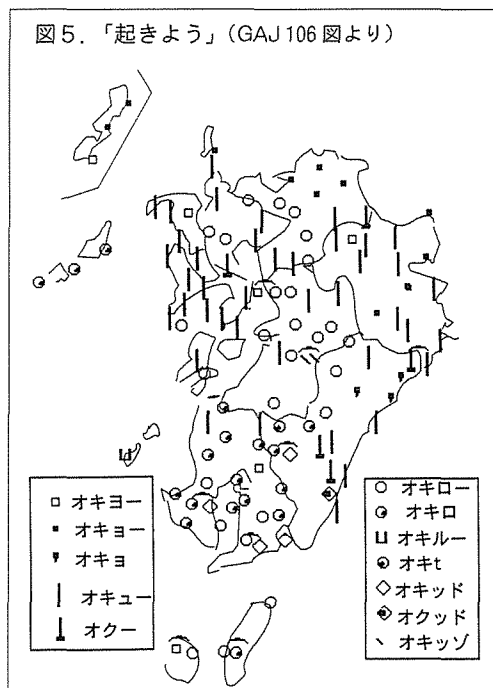 図5．「起きよう」(GAJ 106 図より)
オキヨー
オキョー
オキョ
オキュー
オクー
オキロー
オキロ
オキルー
オキt
オキッド
オクッド
オキッゾ